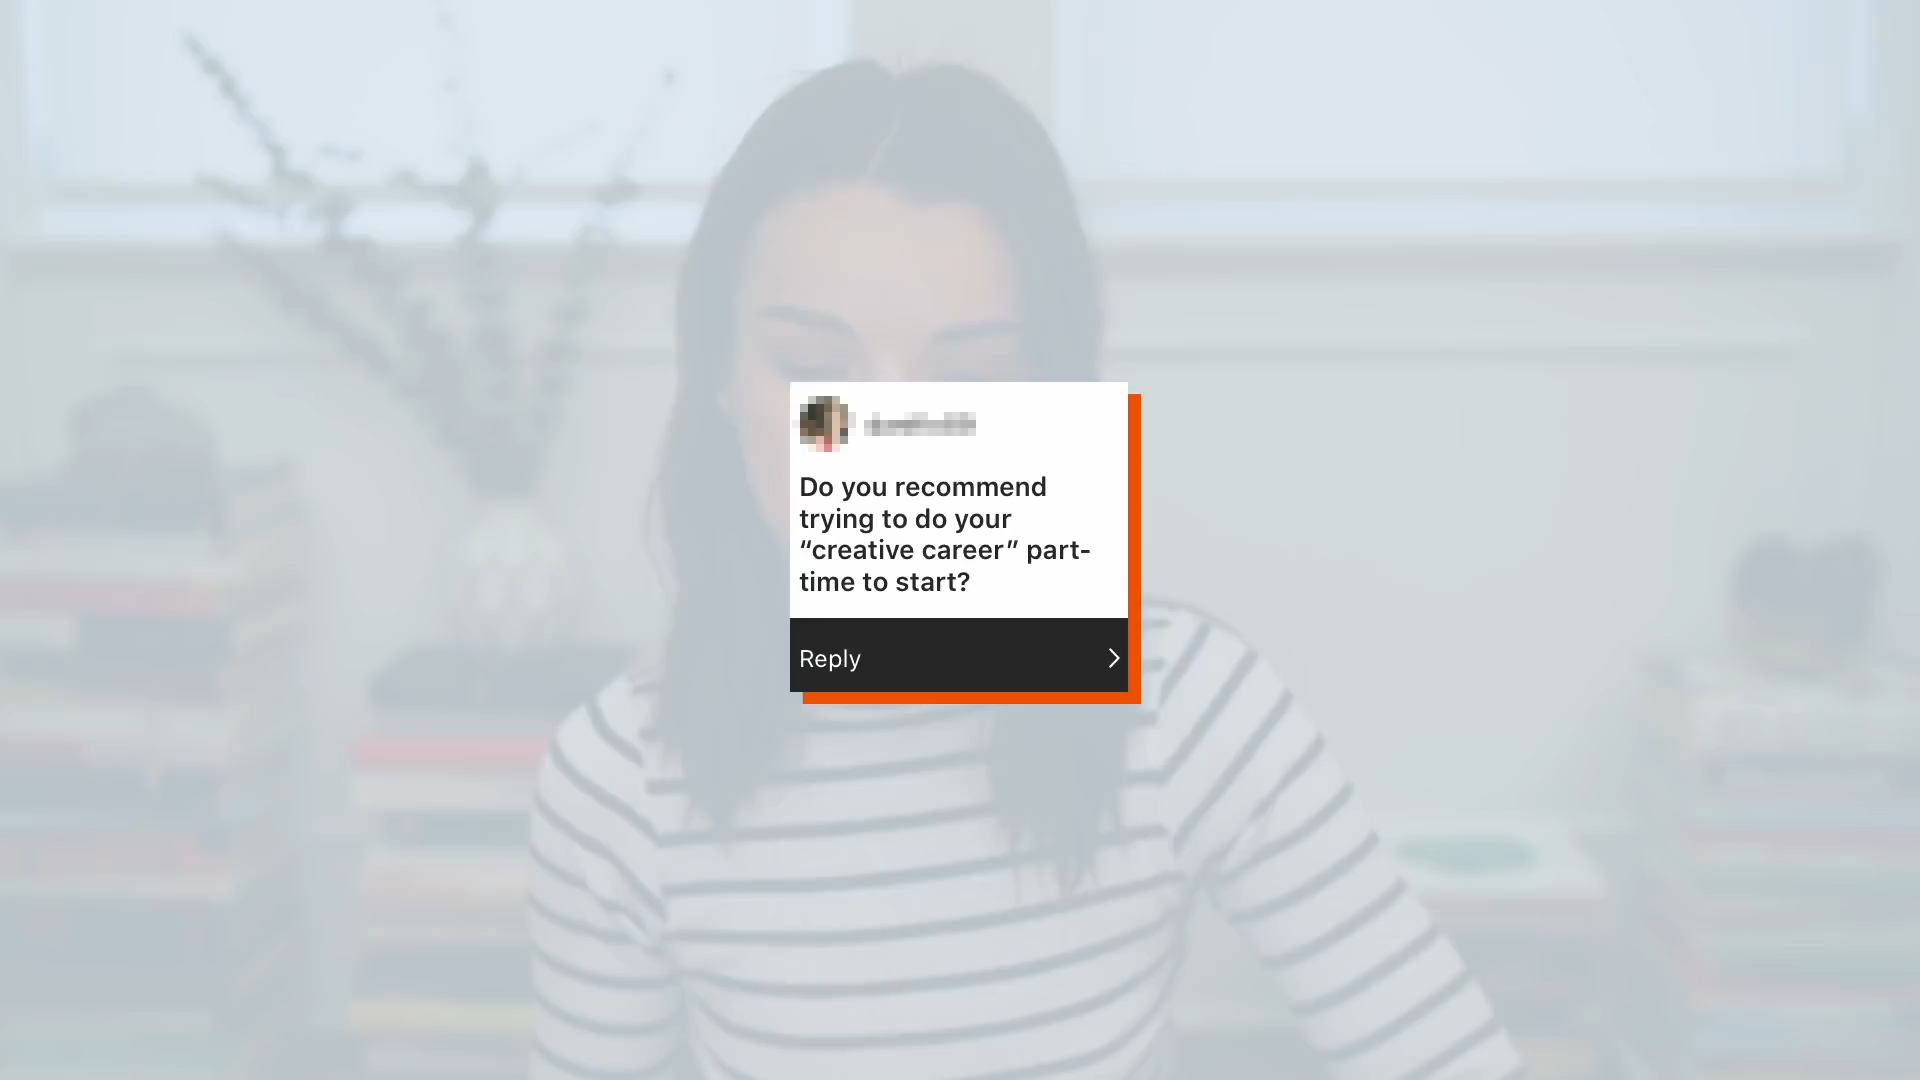 Do you recommend
trying to do your
“creative career” part-
time to start?
Reply